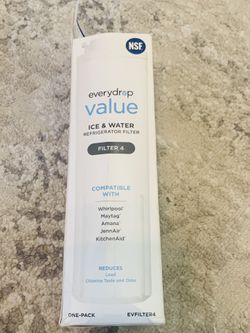 NSF
everydrop
value
ICE & WATER
REFRIGERATOR FILTER
FILTER 4
COMPATIBLE
WITH
Whirlpool®
Maytag®
Amana®
JennAir®
KitchenAid®
REDUCES
Lead
Chlorine Taste and Odor
ONE-PACK
EVFILTER4